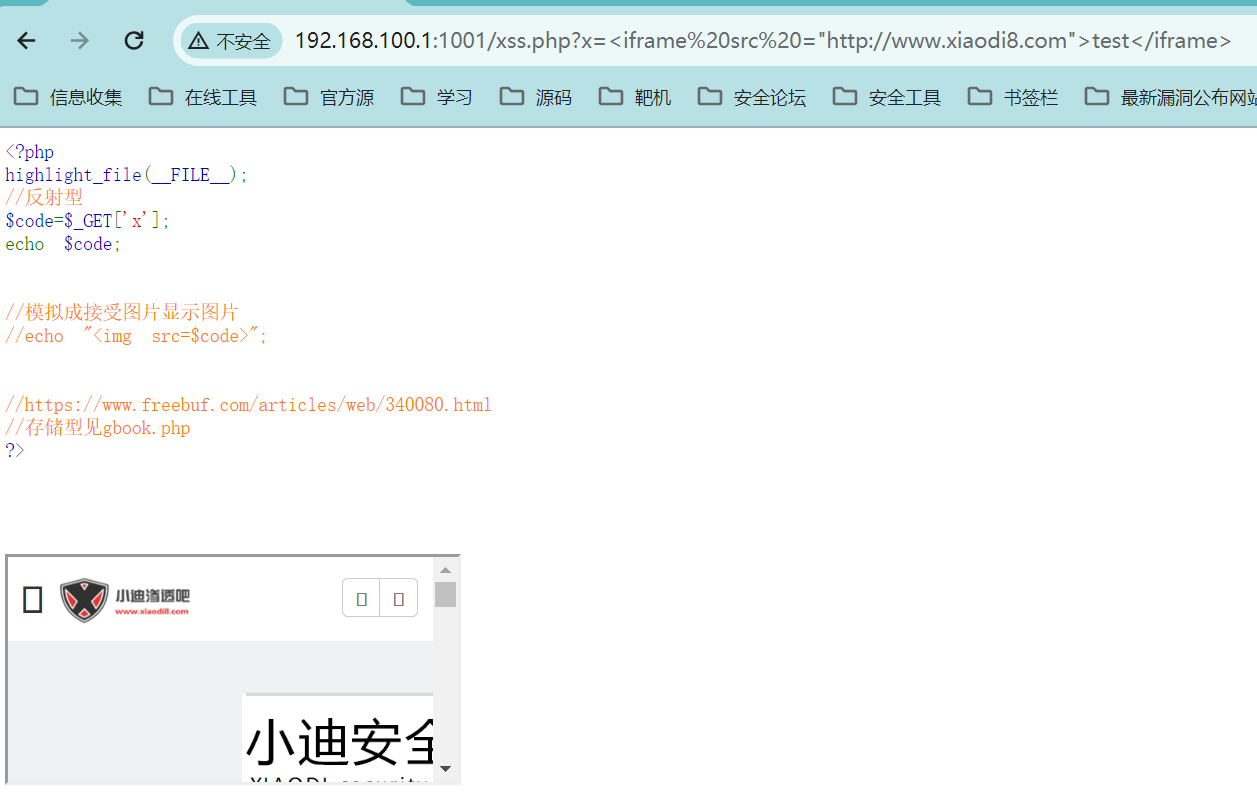 不安全 192.168.100.1:1001/xss.php?x=<iframe%20src%20="http://www.xiaodi8.com">test</iframe>
信息收集 在线工具 官方源 学习 源码 靶机 安全论坛 安全工具 书签栏 最新漏洞公布网站
<?php
highlight_file(__FILE__);
//反射型
$code=$_GET['x'];
echo  $code;
//模拟成接受图片显示图片
//echo  "<img  src=$code>";
//https://www.freebuf.com/articles/web/340080.html
//存储型见gbook.php
?>
小迪渗透吧
www.xiaodi8.com
小迪安全
XIAODI security